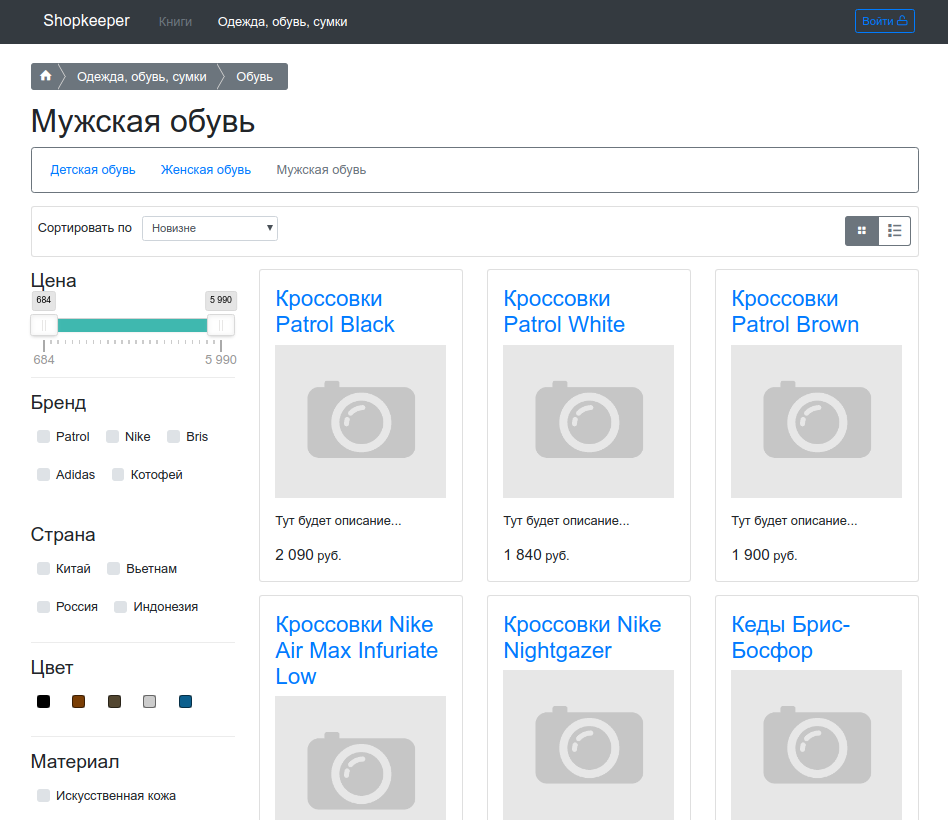 Shopkeeper Книги Одежда, обувь, сумки Войти
Одежда, обувь, сумки Обувь
Мужская обувь
Детская обувь Женская обувь Мужская обувь
Сортировать по Новизне
Цена
684 5 990
684 5 990
Бренд
Patrol Nike Bris
Adidas Котофей
Страна
Китай Вьетнам
Россия Индонезия
Цвет
Материал
Искусственная кожа
Кроссовки
Patrol Black
Тут будет описание...
2 090 руб.
Кроссовки
Patrol White
Тут будет описание...
1 840 руб.
Кроссовки
Patrol Brown
Тут будет описание...
1 900 руб.
Кроссовки Nike
Air Max Infuriate
Low
Кроссовки Nike
Nightgazer
Кеды Брис-
Босфор